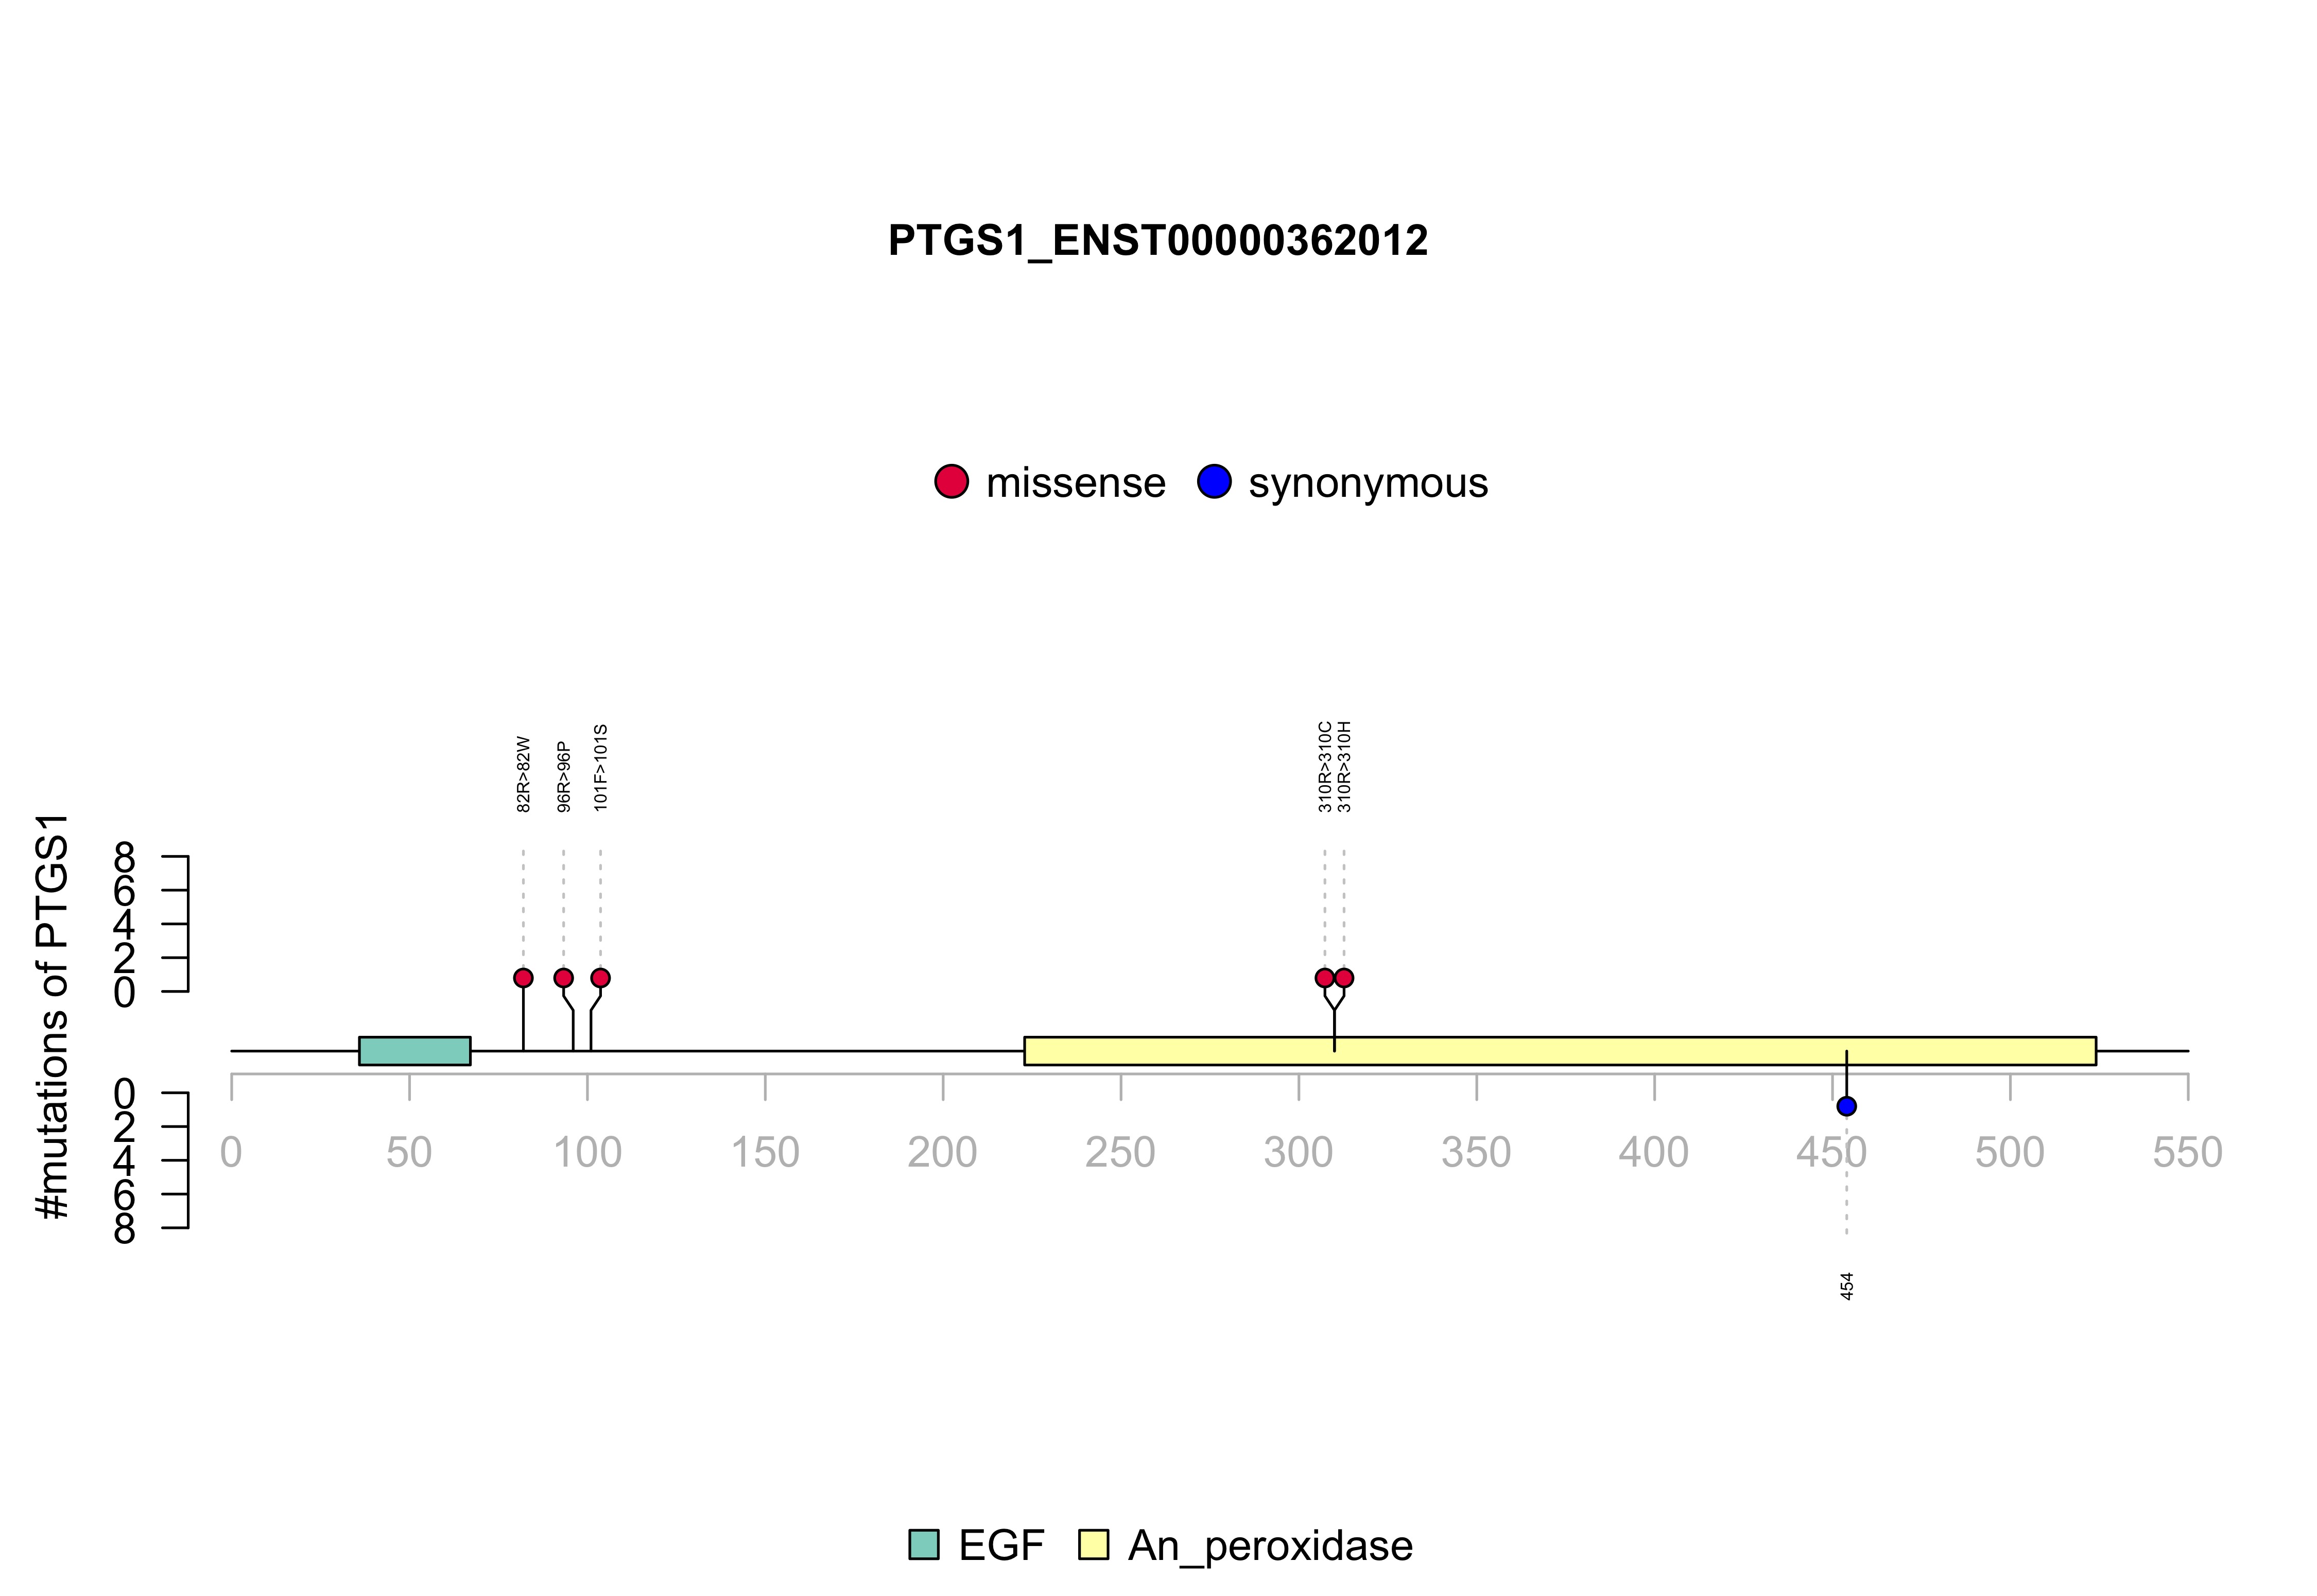 PTGS1_ENST00000362012
missense synonymous
82R>82W
96R>96P
101F>101S
310R>310C
310R>310H
#mutations of PTGS1
8
6
4
2
0
0
2
4
6
8
0 50 100 150 200 250 300 350 400 450 500 550
454
EGF An_peroxidase